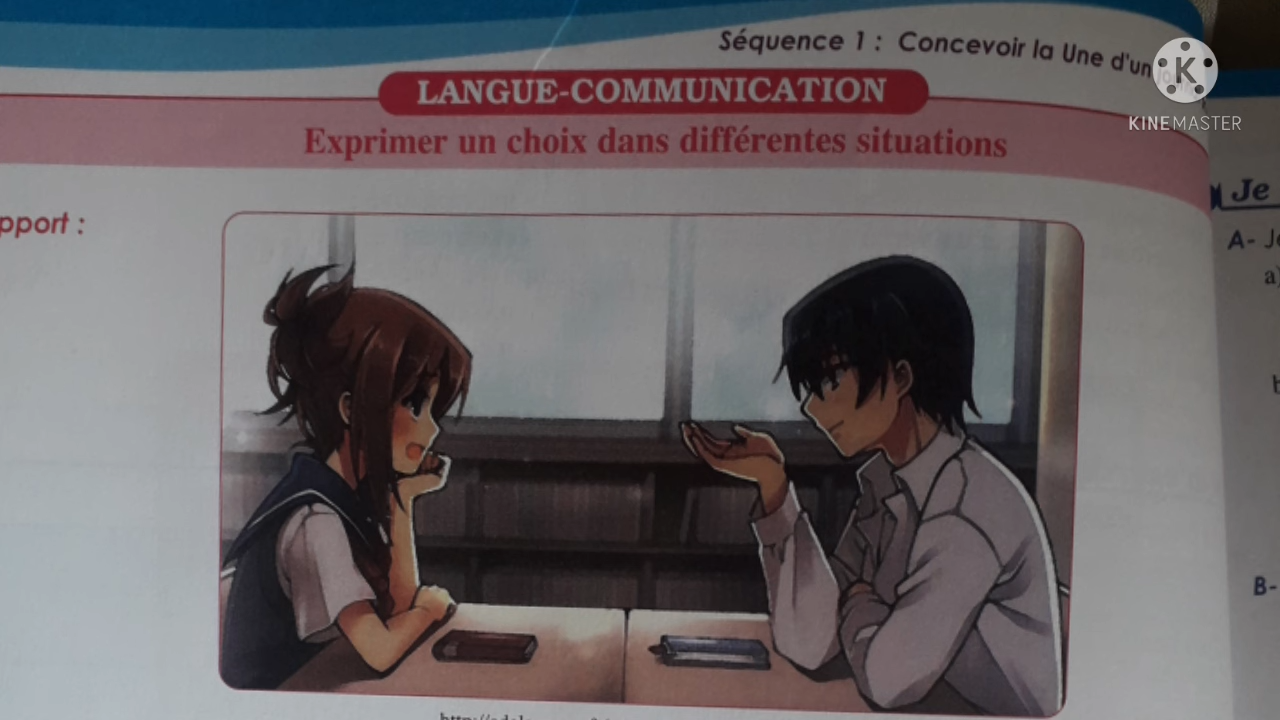 Séquence 1 : Concevoir la Une d'un
K
KINEMASTER
LANGUE-COMMUNICATION
Exprimer un choix dans différentes situations
pport :
Je
A-
a)
B-